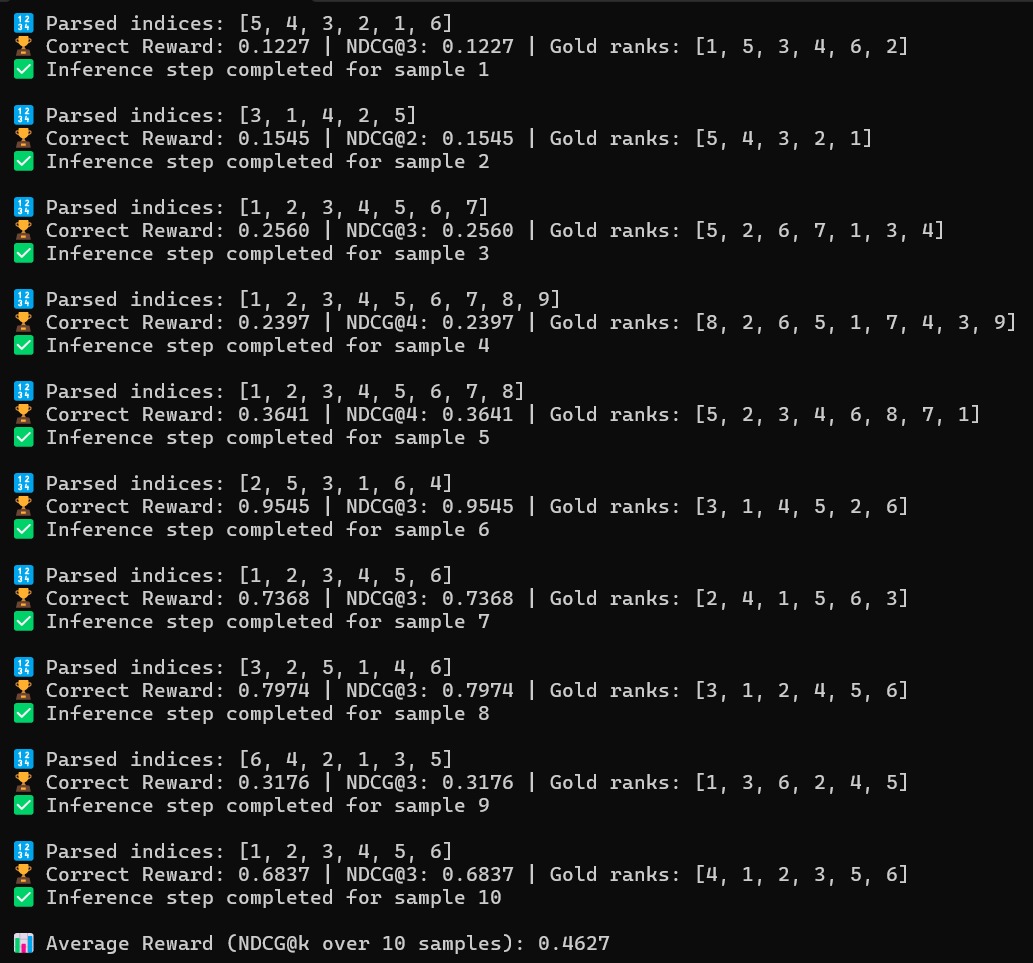 🔢 Parsed indices: [5, 4, 3, 2, 1, 6]
🏆 Correct Reward: 0.1227 | NDCG@3: 0.1227 | Gold ranks: [1, 5, 3, 4, 6, 2]
✅ Inference step completed for sample 1
🔢 Parsed indices: [3, 1, 4, 2, 5]
🏆 Correct Reward: 0.1545 | NDCG@2: 0.1545 | Gold ranks: [5, 4, 3, 2, 1]
✅ Inference step completed for sample 2
🔢 Parsed indices: [1, 2, 3, 4, 5, 6, 7]
🏆 Correct Reward: 0.2560 | NDCG@3: 0.2560 | Gold ranks: [5, 2, 6, 7, 1, 3, 4]
✅ Inference step completed for sample 3
🔢 Parsed indices: [1, 2, 3, 4, 5, 6, 7, 8, 9]
🏆 Correct Reward: 0.2397 | NDCG@4: 0.2397 | Gold ranks: [8, 2, 6, 5, 1, 7, 4, 3, 9]
✅ Inference step completed for sample 4
🔢 Parsed indices: [1, 2, 3, 4, 5, 6, 7, 8]
🏆 Correct Reward: 0.3641 | NDCG@4: 0.3641 | Gold ranks: [5, 2, 3, 4, 6, 8, 7, 1]
✅ Inference step completed for sample 5
🔢 Parsed indices: [2, 5, 3, 1, 6, 4]
🏆 Correct Reward: 0.9545 | NDCG@3: 0.9545 | Gold ranks: [3, 1, 4, 5, 2, 6]
✅ Inference step completed for sample 6
🔢 Parsed indices: [1, 2, 3, 4, 5, 6]
🏆 Correct Reward: 0.7368 | NDCG@3: 0.7368 | Gold ranks: [2, 4, 1, 5, 6, 3]
✅ Inference step completed for sample 7
🔢 Parsed indices: [3, 2, 5, 1, 4, 6]
🏆 Correct Reward: 0.7974 | NDCG@3: 0.7974 | Gold ranks: [3, 1, 2, 4, 5, 6]
✅ Inference step completed for sample 8
🔢 Parsed indices: [6, 4, 2, 1, 3, 5]
🏆 Correct Reward: 0.3176 | NDCG@3: 0.3176 | Gold ranks: [1, 3, 6, 2, 4, 5]
✅ Inference step completed for sample 9
🔢 Parsed indices: [1, 2, 3, 4, 5, 6]
🏆 Correct Reward: 0.6837 | NDCG@3: 0.6837 | Gold ranks: [4, 1, 2, 3, 5, 6]
✅ Inference step completed for sample 10
📊 Average Reward (NDCG@k over 10 samples): 0.4627